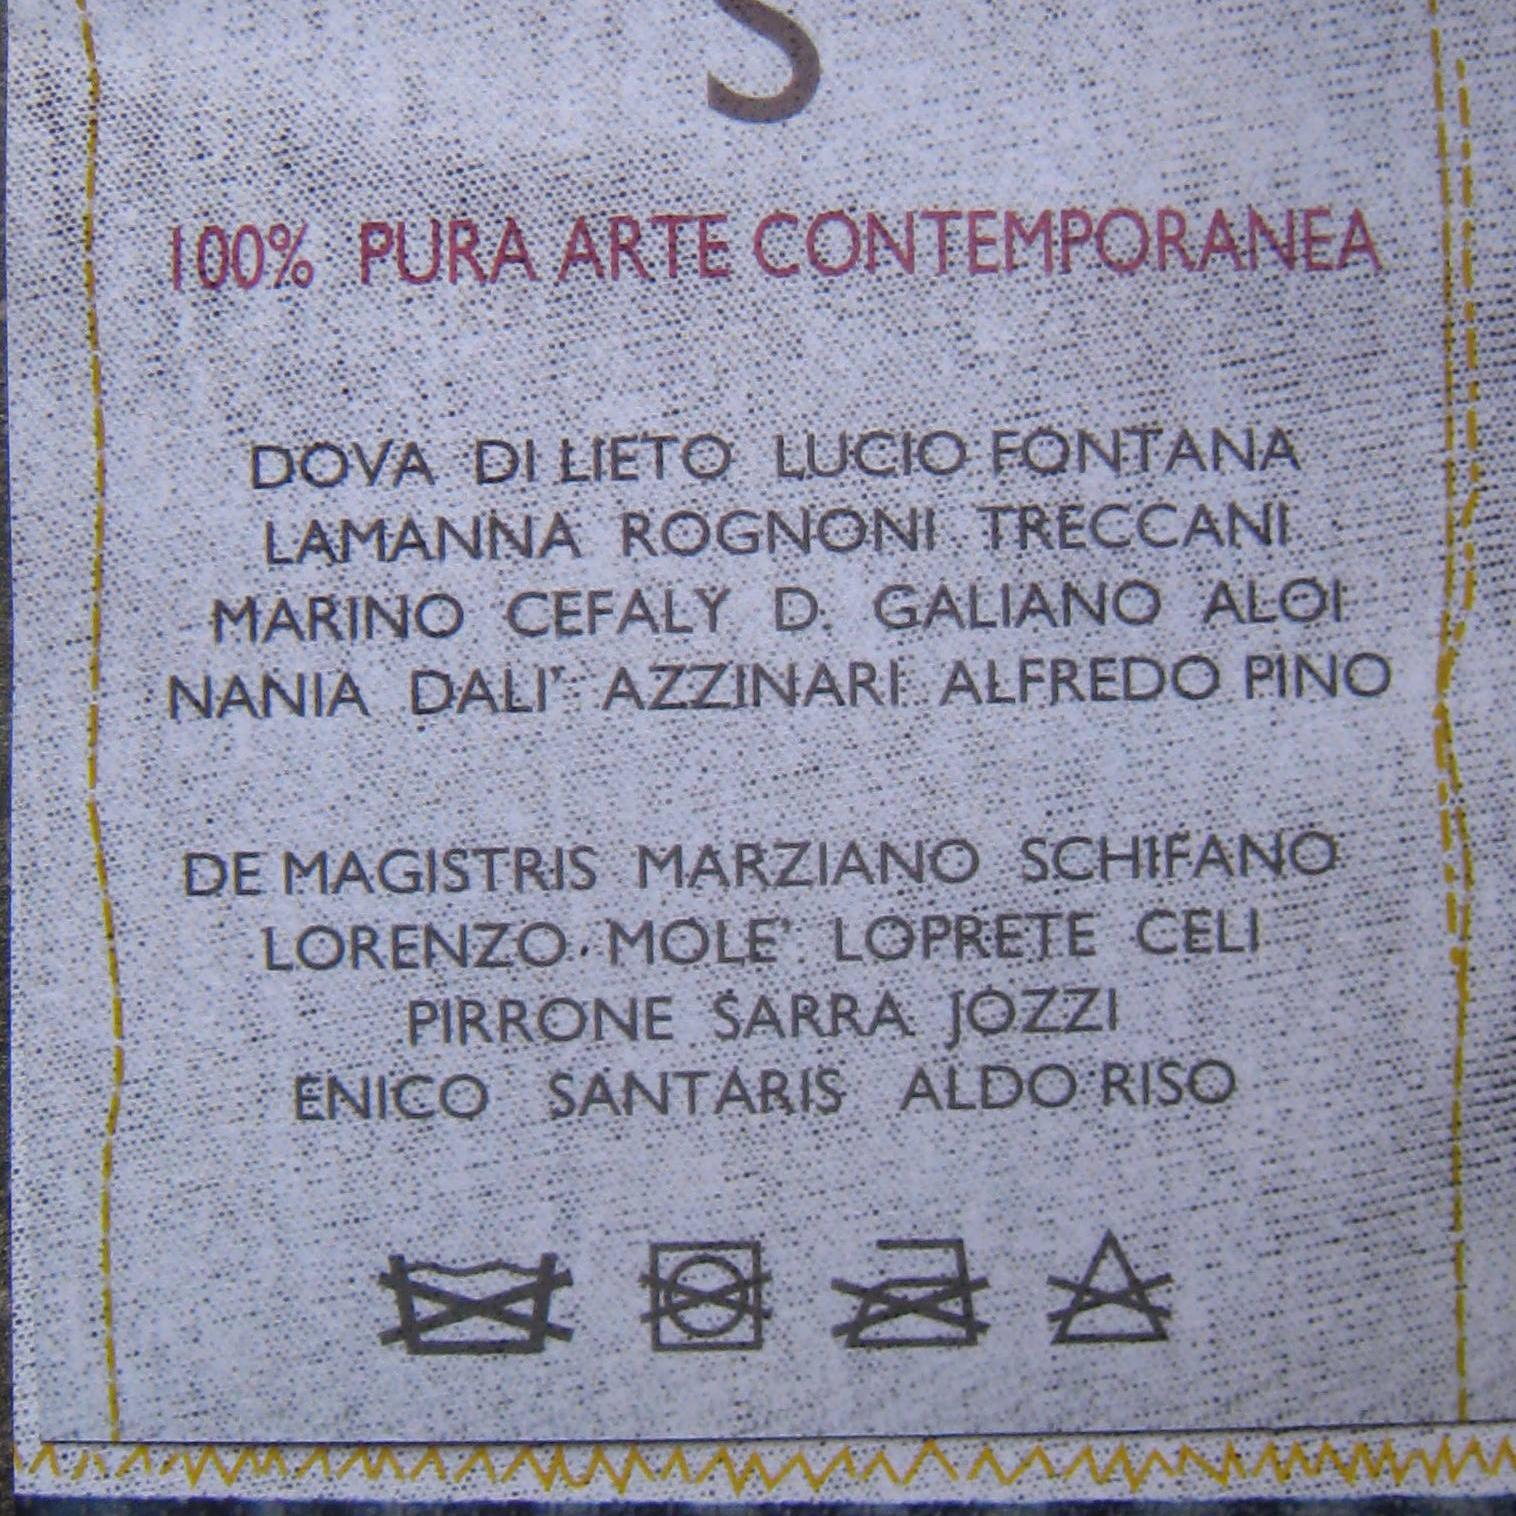 S
100% PURA ARTE CONTEMPORANEA
DOVA DI LIETO LUCIO FONTANA
LAMANNA ROGNONI TRECCANI
MARINO CEFALY D. GALIANO ALOI
NANIA DALI' AZZINARI ALFREDO PINO
DE MAGISTRIS MARZIANO SCHIFANO
LORENZO MOLE' LOPRETE CELI
PIRRONE SARRA JOZZI
ENICO SANTARIS ALDO RISO